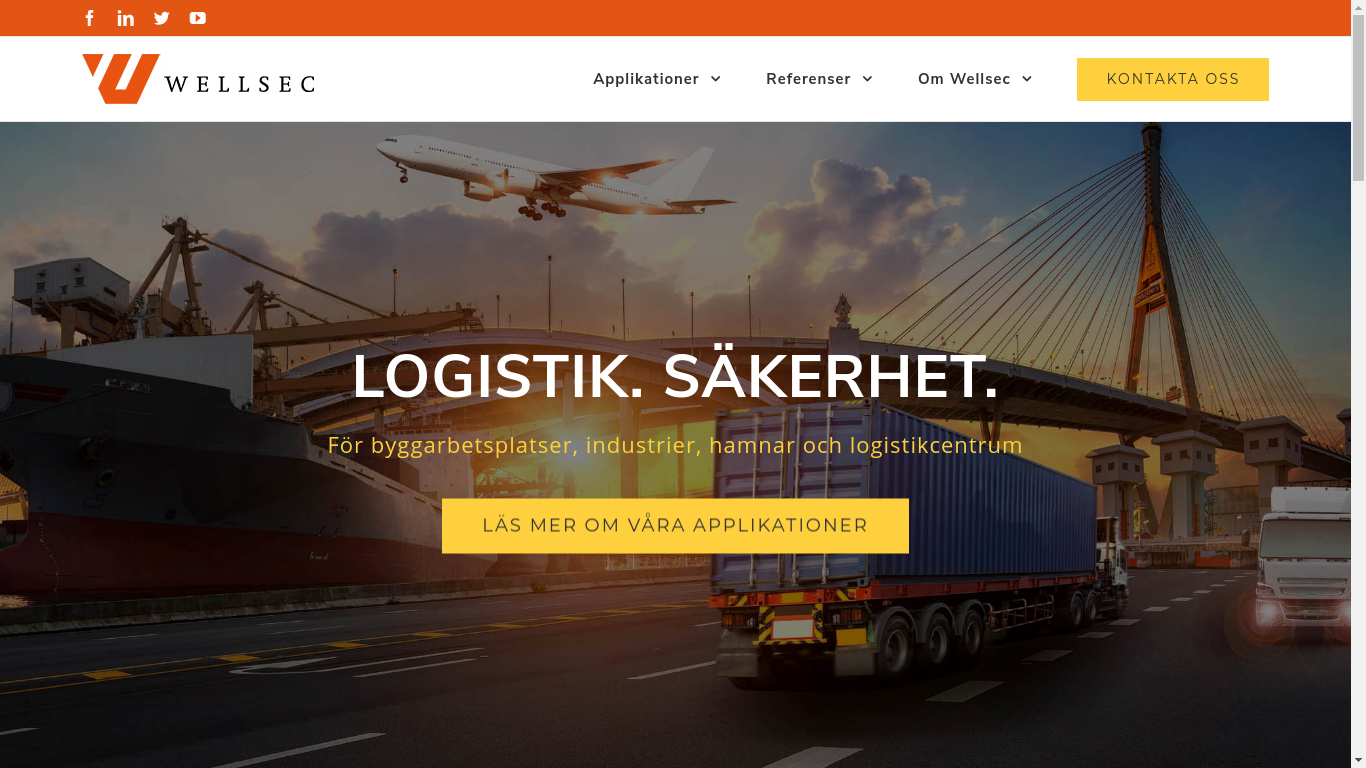 WELLSEC
Applikationer
Referenser
Om Wellsec
KONTAKTA OSS
LOGISTIK. SÄKERHET.
För byggarbetsplatser, industrier, hamnar och logistikcentrum
LÄS MER OM VÅRA APPLIKATIONER